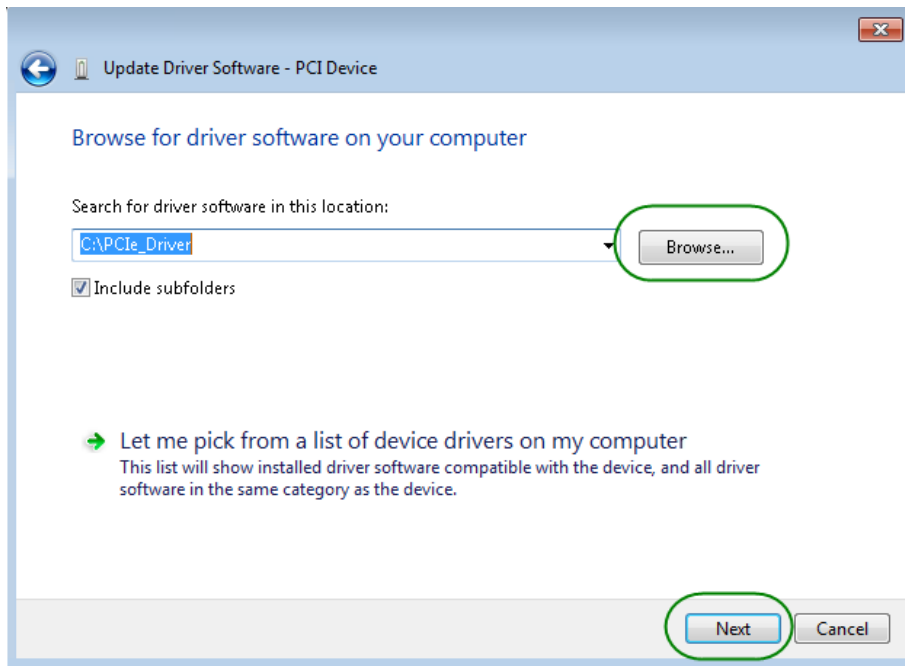 Update Driver Software - PCI Device
Browse for driver software on your computer
Search for driver software in this location:
C:\PCIe_Driver
Browse...
Include subfolders
Let me pick from a list of device drivers on my computer
This list will show installed driver software compatible with the device, and all driver
software in the same category as the device.
Next
Cancel